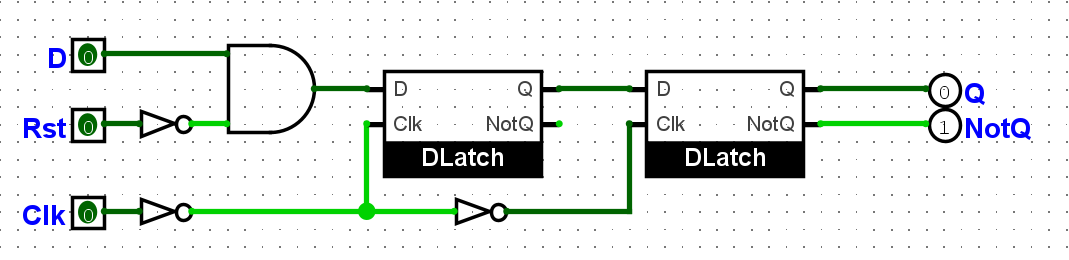 D 0
D Q
D Q
0 Q
Rst 0
Clk NotQ
Clk NotQ
1 NotQ
DLatch
DLatch
Clk 0